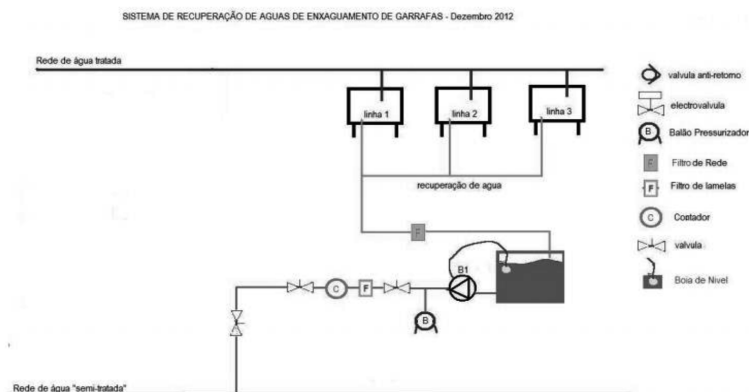 SISTEMA DE RECUPERAÇÃO DE AGUAS DE ENXAGUAMENTO DE GARRAFAS - Dezembro 2012
Rede de água tratada
linha 1
linha 2
linha 3
recuperação de agua
F
B1
C
F
B
Rede de água "semi-tratada"
valvula anti-retorno
electrovalvula
B
Balão Pressurizador
F
Filtro de Rede
F
Filtro de lamelas
C
Contador
valvula
Boia de Nivel